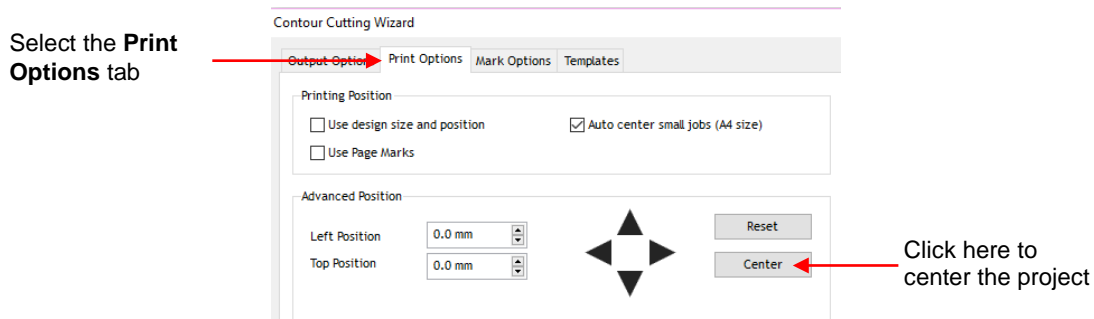 Contour Cutting Wizard
Select the Print
Options tab
Output Option Print Options Mark Options Templates
Printing Position
Use design size and position Auto center small jobs (A4 size)
Use Page Marks
Advanced Position
Left Position 0.0 mm Reset
Top Position 0.0 mm Center
Click here to
center the project